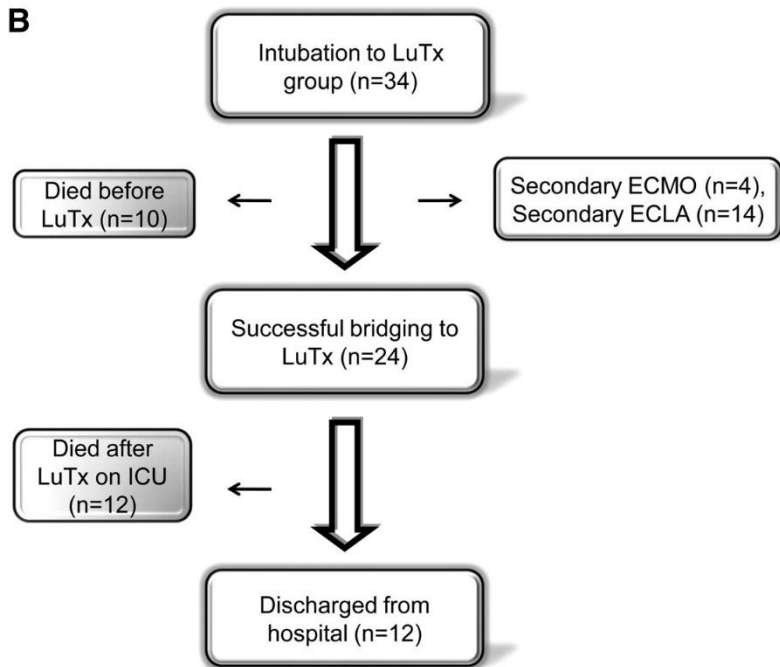 B
Intubation to LuTx
group (n=34)
Died before
LuTx (n=10)
Secondary ECMO (n=4),
Secondary ECLA (n=14)
Successful bridging to
LuTx (n=24)
Died after
LuTx on ICU
(n=12)
Discharged from
hospital (n=12)